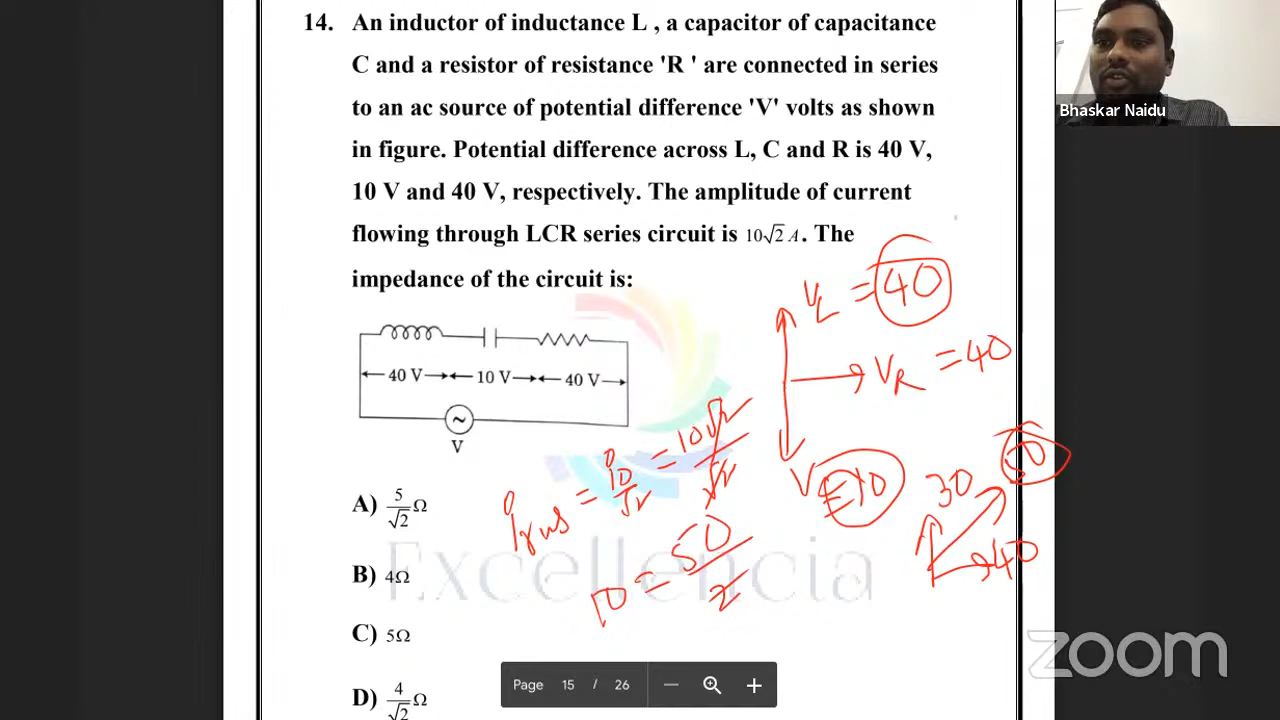 14. An inductor of inductance L , a capacitor of capacitance
C and a resistor of resistance 'R ' are connected in series
to an ac source of potential difference 'V' volts as shown
in figure. Potential difference across L, C and R is 40 V,
10 V and 40 V, respectively. The amplitude of current
flowing through LCR series circuit is 10√2 A. The
impedance of the circuit is:
40 V 10 V 40 V
V
A) 5/√2 Ω
B) 4Ω
C) 5Ω
D) 4/√2 Ω
V_L = 40
V_R = 40
= 10
30 50
40
i_rms = i0/√2 = 10√2/√2
10 = 50/Z
Excellencia
Bhaskar Naidu
Page 15 / 26
zoom